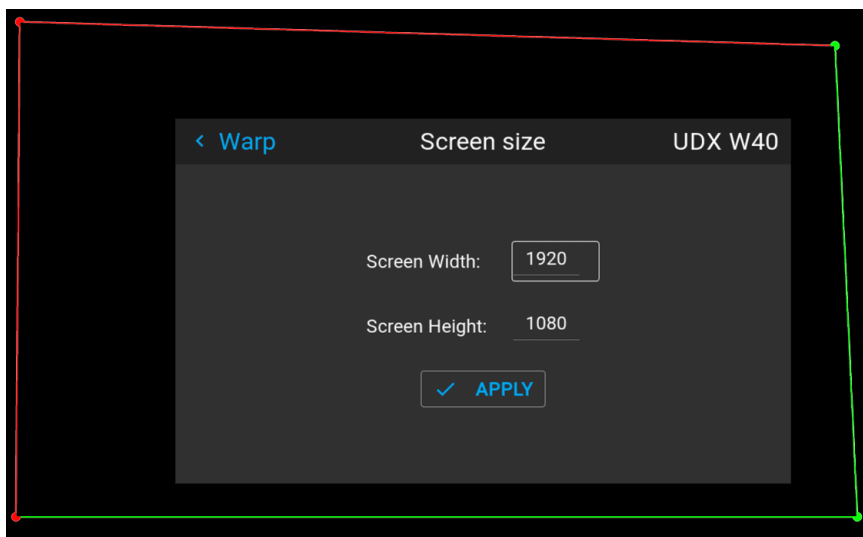 Warp Screen size UDX W40
Screen Width: 1920
Screen Height: 1080
APPLY